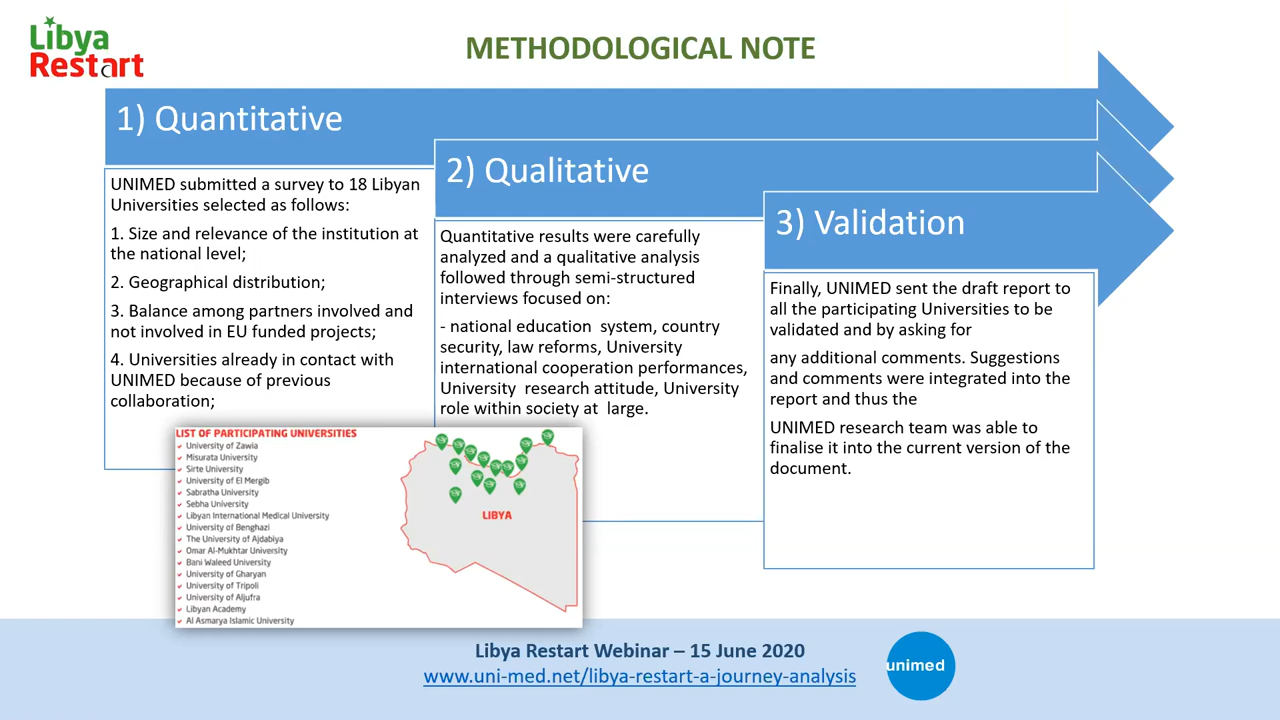 Libya
Restart
METHODOLOGICAL NOTE
1) Quantitative
UNIMED submitted a survey to 18 Libyan
Universities selected as follows:
1. Size and relevance of the institution at
the national level;
2. Geographical distribution;
3. Balance among partners involved and
not involved in EU funded projects;
4. Universities already in contact with
UNIMED because of previous
collaboration;
2) Qualitative
Quantitative results were carefully
analyzed and a qualitative analysis
followed through semi-structured
interviews focused on:
- national education system, country
security, law reforms, University
international cooperation performances,
University research attitude, University
role within society at large.
3) Validation
Finally, UNIMED sent the draft report to
all the participating Universities to be
validated and by asking for
any additional comments. Suggestions
and comments were integrated into the
report and thus the
UNIMED research team was able to
finalise it into the current version of the
document.
LIST OF PARTICIPATING UNIVERSITIES
University of Zawia
Misurata University
Sirte University
University of El Mergib
Sabratha University
Sebha University
Libyan International Medical University
University of Benghazi
The University of Ajdabiya
Omar Al-Mukhtar University
Bani Waleed University
University of Gharyan
University of Tripoli
University of Aljufra
Libyan Academy
Al Asmarya Islamic University
LIBYA
Libya Restart Webinar – 15 June 2020
www.uni-med.net/libya-restart-a-journey-analysis
unimed